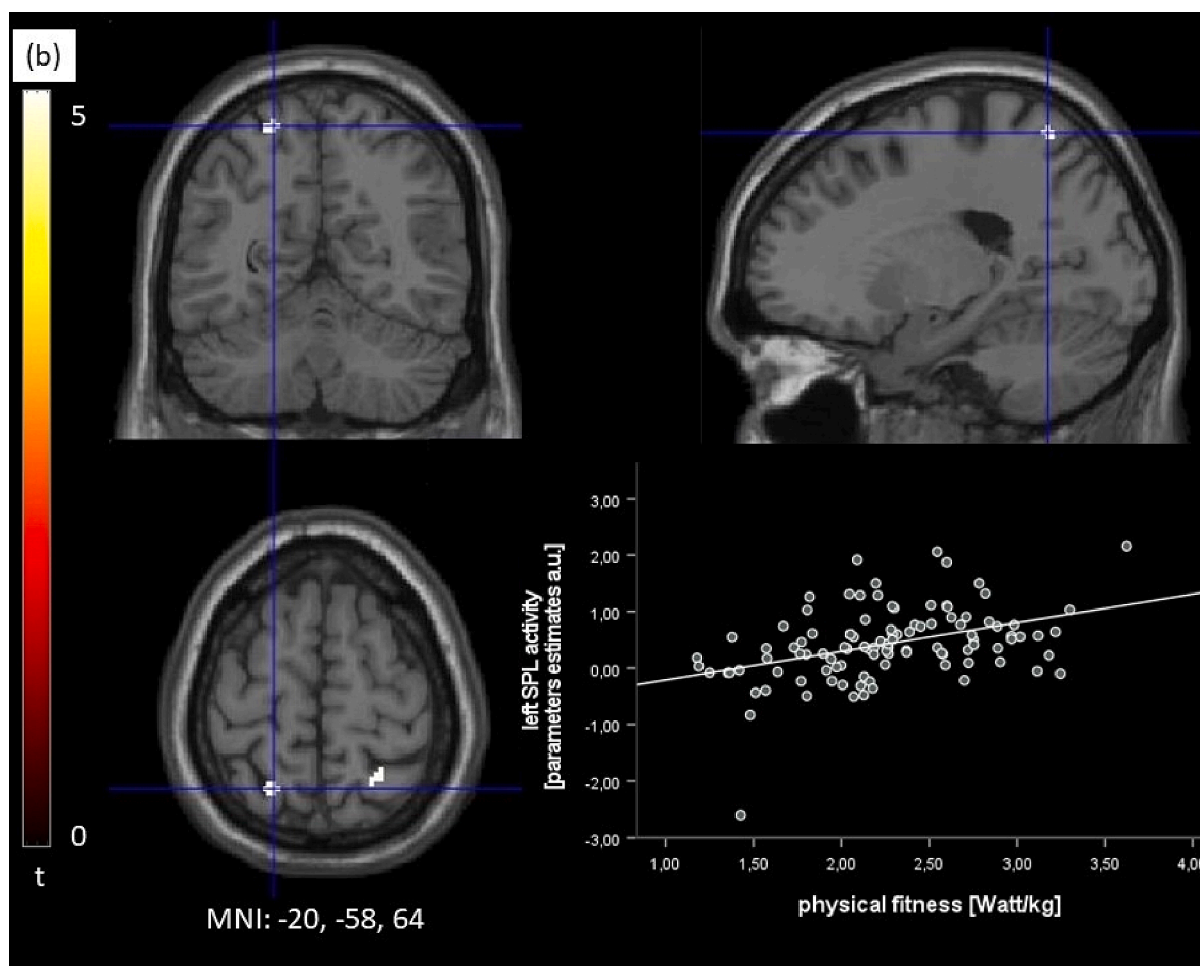 (b)
5
0
t
MNI: -20, -58, 64
left SPL activity
[parameters estimates a.u.]
3,00
2,00
1,00
0,00
-1,00
-2,00
-3,00
1,00 1,50 2,00 2,50 3,00 3,50 4,00
physical fitness [Watt/kg]